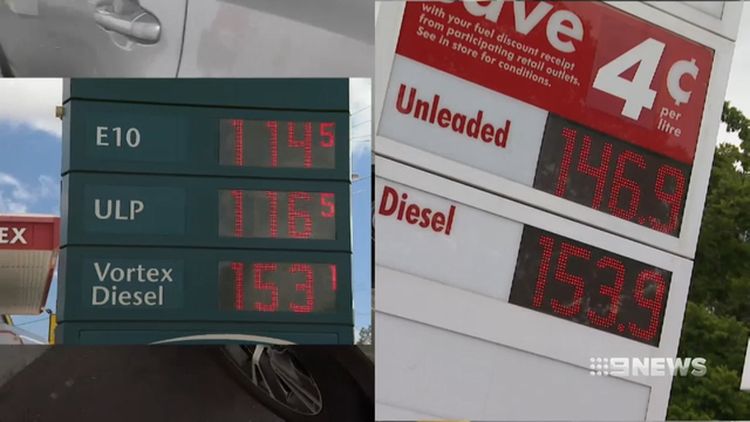 E10
114.5
ULP
116.5
Vortex
Diesel
153.1
EX
Save
with your fuel discount receipt
from participating retail outlets.
See in store for conditions.
4¢
per
litre
Unleaded
146.9
Diesel
153.9
9NEWS